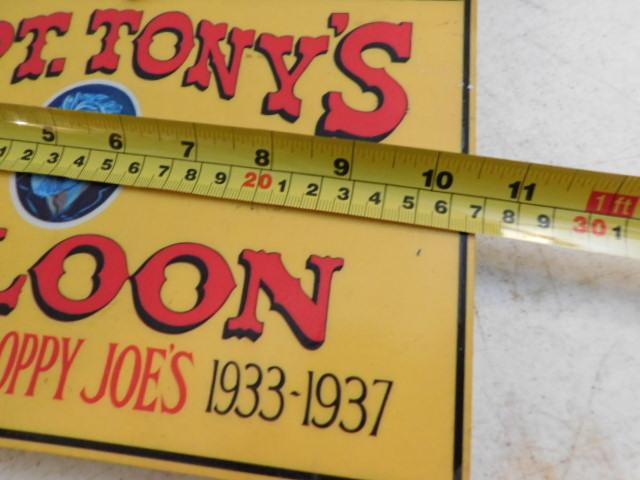 PT. TONY'S
5 6 7 8 9 10 11 1 ft
1 2 3 4 5 6 7 8 9 20 1 2 3 4 5 6 7 8 9 30 1
LOON
OPPY JOE'S 1933-1937